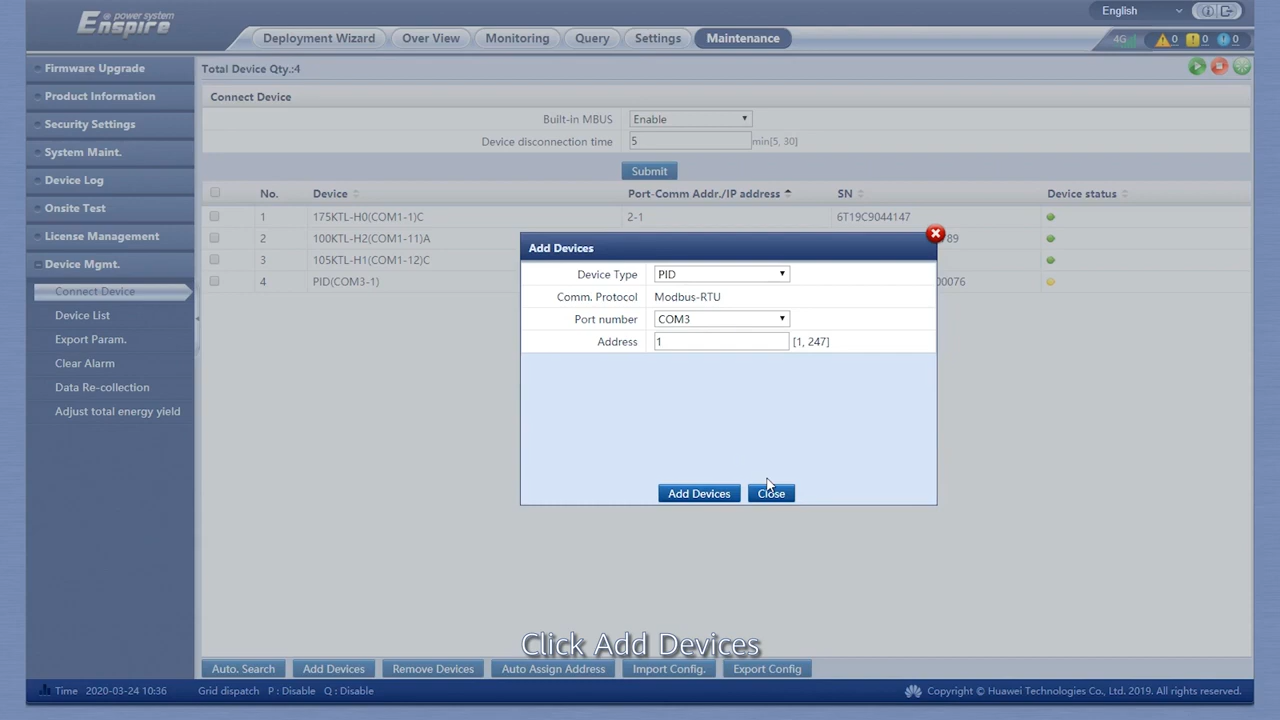 e power system
Enspire
English
Deployment Wizard Over View Monitoring Query Settings Maintenance
4G 0 0 0
Firmware Upgrade
Product Information
Security Settings
System Maint.
Device Log
Onsite Test
License Management
Device Mgmt.
Connect Device
Device List
Export Param.
Clear Alarm
Data Re-collection
Adjust total energy yield
Total Device Qty.:4
Connect Device
Built-in MBUS Enable
Device disconnection time 5 min[5, 30]
Submit
No. Device Port-Comm Addr./IP address SN Device status
1 175KTL-H0(COM1-1)C 2-1 6T19C9044147
2 100KTL-H2(COM1-11)A 89
3 105KTL-H1(COM1-12)C
4 PID(COM3-1) 00076
Add Devices
Device Type PID
Comm. Protocol Modbus-RTU
Port number COM3
Address 1 [1, 247]
Add Devices Close
Click Add Devices
Auto. Search Add Devices Remove Devices Auto Assign Address Import Config. Export Config
Time 2020-03-24 10:36 Grid dispatch P : Disable Q : Disable Copyright © Huawei Technologies Co., Ltd. 2019. All rights reserved.